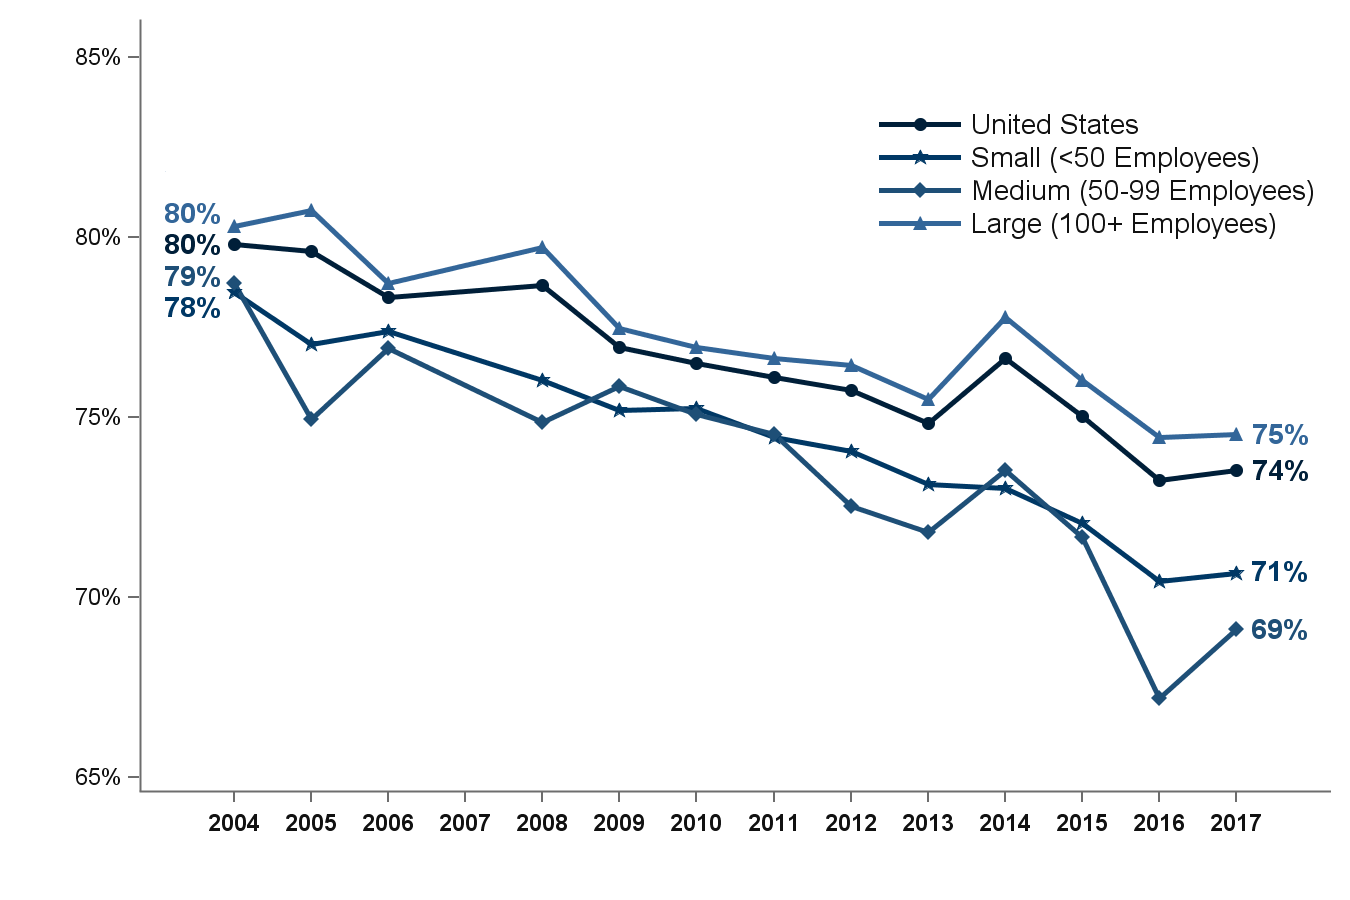 85%
United States
Small (<50 Employees)
Medium (50-99 Employees)
Large (100+ Employees)
80%
80%
80%
79%
78%
75%
75%
74%
71%
70%
69%
65%
2004 2005 2006 2007 2008 2009 2010 2011 2012 2013 2014 2015 2016 2017